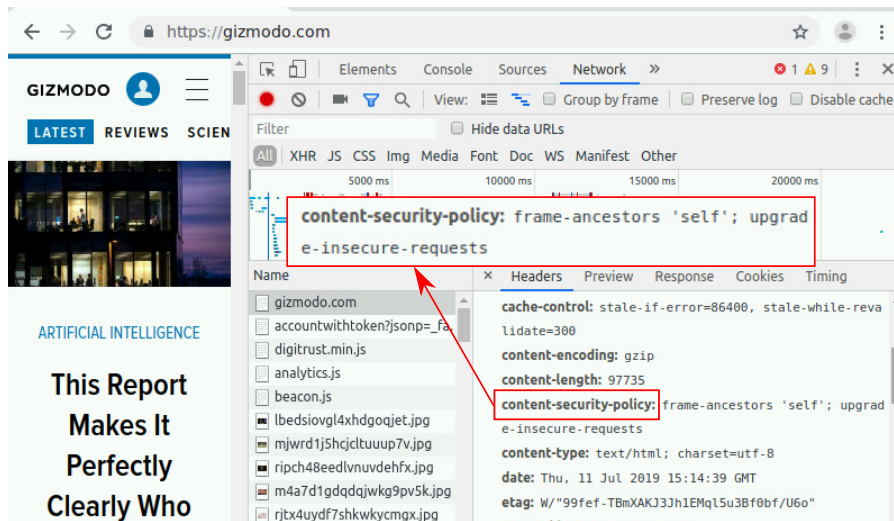 https://gizmodo.com
GIZMODO
LATEST REVIEWS SCIEN
Elements Console Sources Network » 1 9
View: Group by frame Preserve log Disable cache
Filter Hide data URLs
All XHR JS CSS Img Media Font Doc WS Manifest Other
5000 ms 10000 ms 15000 ms 20000 ms
content-security-policy: frame-ancestors 'self'; upgrad
e-insecure-requests
Name
× Headers Preview Response Cookies Timing
gizmodo.com
accountwithtoken?jsonp=_fa.
digitrust.min.js
analytics.js
beacon.js
lbedsiovgl4xhdgoqjet.jpg
mjwrd1j5hcjcltuuup7v.jpg
ripch48eedlvnuvdehfx.jpg
m4a7d1gdqdqjwkg9pv5k.jpg
rjtx4uydf7shkwkycmgx.jpg
cache-control: stale-if-error=86400, stale-while-reva
lidate=300
content-encoding: gzip
content-length: 97735
content-security-policy: frame-ancestors 'self'; upgrad
e-insecure-requests
content-type: text/html; charset=utf-8
date: Thu, 11 Jul 2019 15:14:39 GMT
etag: W/"99fef-TBmXAKJ3Jh1EMql5u3Bf0bf/U6o"
ARTIFICIAL INTELLIGENCE
This Report
Makes It
Perfectly
Clearly Who